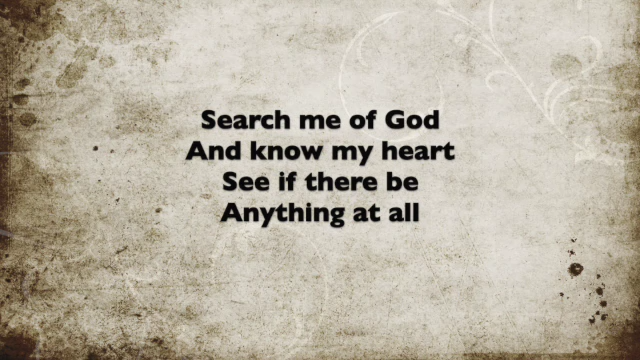 Search me of God
And know my heart
See if there be
Anything at all